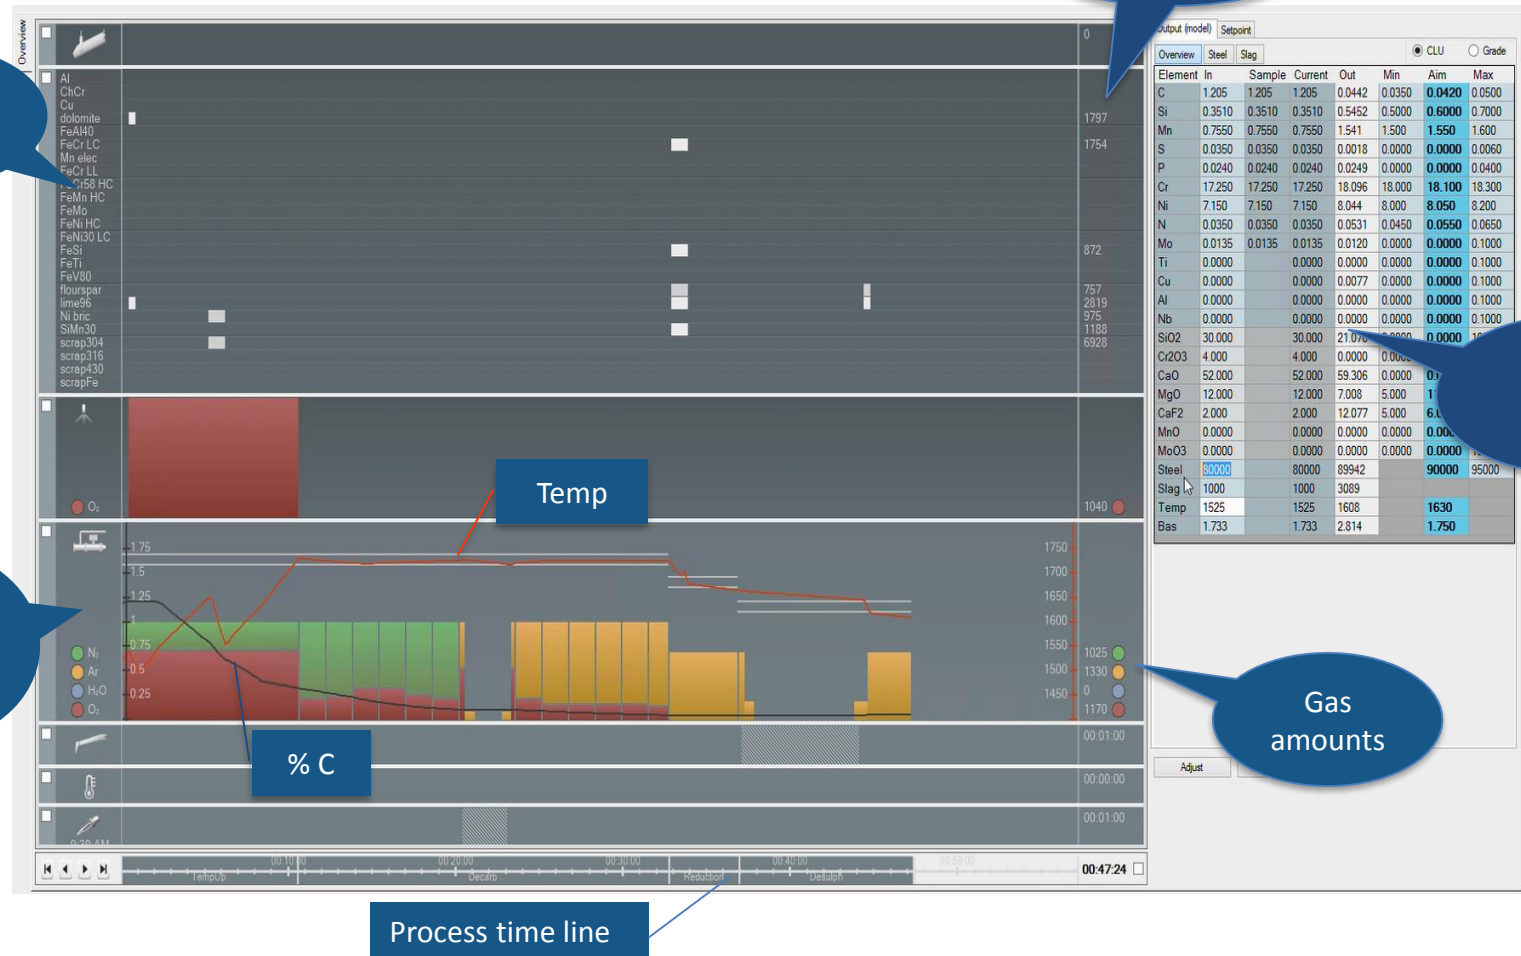 Overview
0
Al
ChCr
Cu
dolomite 1797
FeAl40
FeCr LC 1754
Mn elec
FeCr LL
FeCr58 HC
FeMn HC
FeMo
FeNi HC
FeNi30 LC
FeSi 872
FeTi
FeV80
flourspar 757
lime96 2819
Ni bric 975
SiMn30 1188
scrap304 6928
scrap316
scrap430
scrapFe
O₂ 1040
Temp
1.75 1750
1.5 1700
1.25 1650
1 1600
0.75 1550
0.5 1500
0.25 1450
N₂ 1025
Ar 1330
H₂O 0
O₂ 1170
% C
00:01:00
00:00:00
00:01:00
00:10:00 00:20:00 00:30:00 00:40:00 00:50:00
TempUp Decarb Reduction Desulph
00:47:24
Process time line
Output (model) Setpoint
Overview Steel Slag CLU Grade
Element In Sample Current Out Min Aim Max
C 1.205 1.205 1.205 0.0442 0.0350 0.0420 0.0500
Si 0.3510 0.3510 0.3510 0.5452 0.5000 0.6000 0.7000
Mn 0.7550 0.7550 0.7550 1.541 1.500 1.550 1.600
S 0.0350 0.0350 0.0350 0.0018 0.0000 0.0000 0.0060
P 0.0240 0.0240 0.0240 0.0249 0.0000 0.0000 0.0400
Cr 17.250 17.250 17.250 18.096 18.000 18.100 18.300
Ni 7.150 7.150 7.150 8.044 8.000 8.050 8.200
N 0.0350 0.0350 0.0350 0.0531 0.0450 0.0550 0.0650
Mo 0.0135 0.0135 0.0135 0.0120 0.0000 0.0000 0.1000
Ti 0.0000 0.0000 0.0000 0.0000 0.0000 0.1000
Cu 0.0000 0.0000 0.0077 0.0000 0.0000 0.1000
Al 0.0000 0.0000 0.0000 0.0000 0.0000 0.1000
Nb 0.0000 0.0000 0.0000 0.0000 0.0000 0.1000
SiO2 30.000 30.000 0.0000
Cr2O3 4.000 4.000 0.0000
CaO 52.000 52.000 59.306 0.0000
MgO 12.000 12.000 7.008 5.000
CaF2 2.000 2.000 12.077 5.000
MnO 0.0000 0.0000 0.0000 0.0000
MoO3 0.0000 0.0000 0.0000 0.0000 0.0000
Steel 80000 80000 89942 90000 95000
Slag 1000 1000 3089
Temp 1525 1525 1608 1630
Bas 1.733 1.733 2.814 1.750
Gas
amounts
Adjust